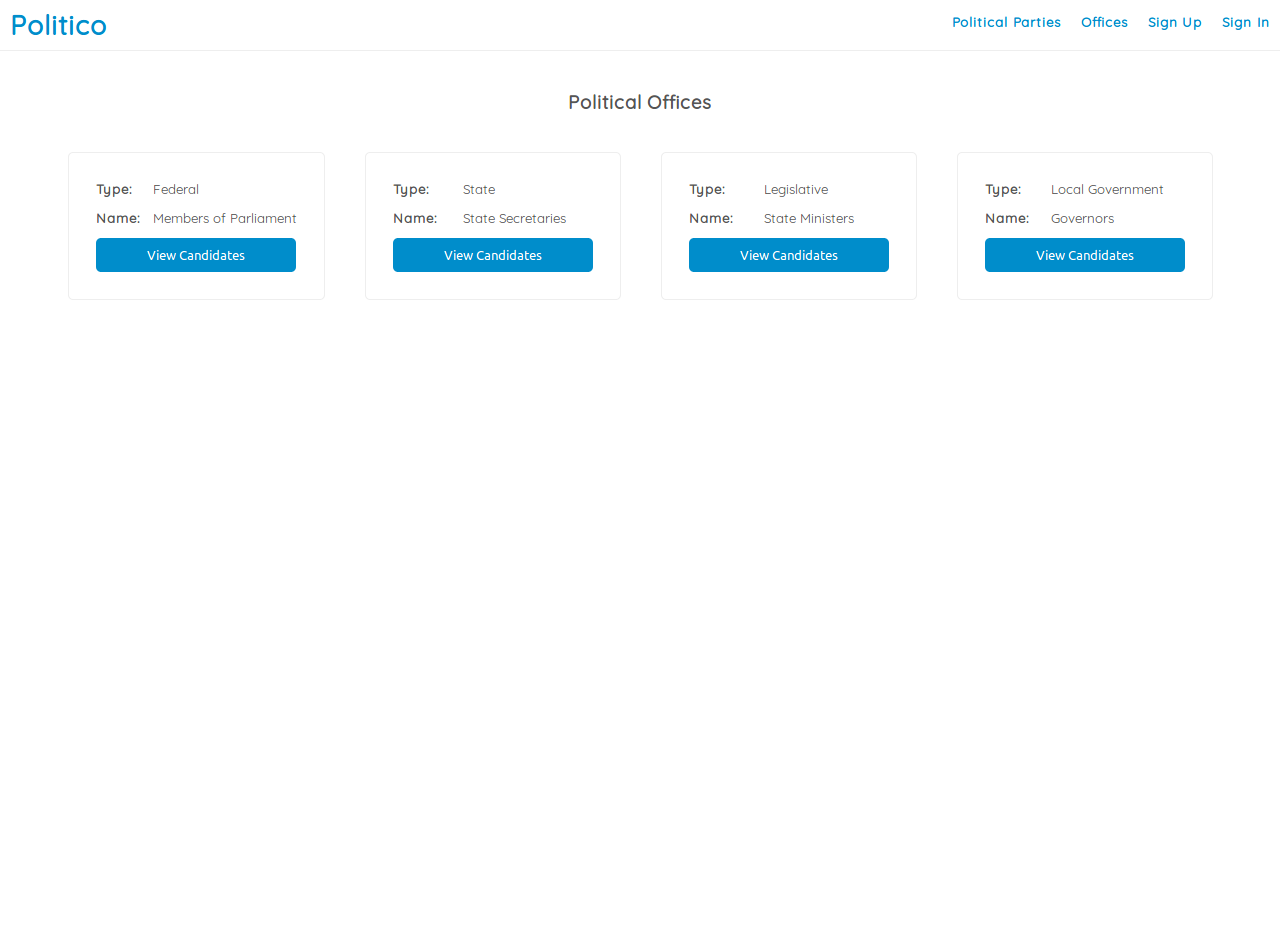 Politico
Political Parties Offices Sign Up Sign In
Political Offices
Type: Federal
Name: Members of Parliament
View Candidates
Type: State
Name: State Secretaries
View Candidates
Type: Legislative
Name: State Ministers
View Candidates
Type: Local Government
Name: Governors
View Candidates